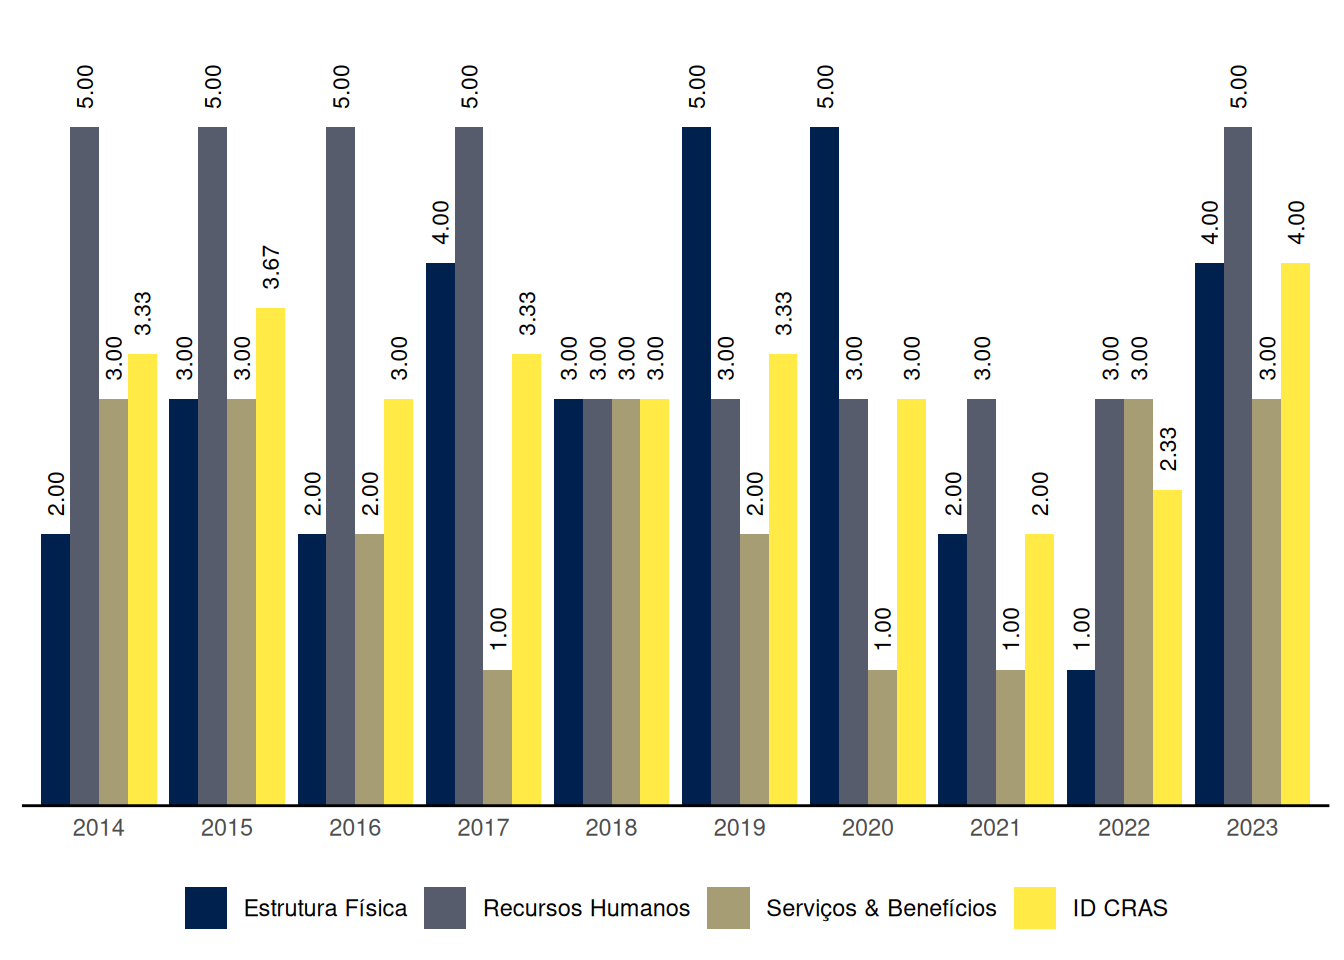 5.00 5.00 5.00 5.00 5.00 5.00 5.00
4.00 4.00 4.00
3.67
3.33 3.33 3.33
3.00 3.00 3.00 3.00 3.00 3.00 3.00 3.00 3.00 3.00 3.00 3.00 3.00 3.00 3.00 3.00
2.33
2.00 2.00 2.00 2.00 2.00 2.00
1.00 1.00 1.00 1.00
2014 2015 2016 2017 2018 2019 2020 2021 2022 2023
Estrutura Física Recursos Humanos Serviços & Benefícios ID CRAS